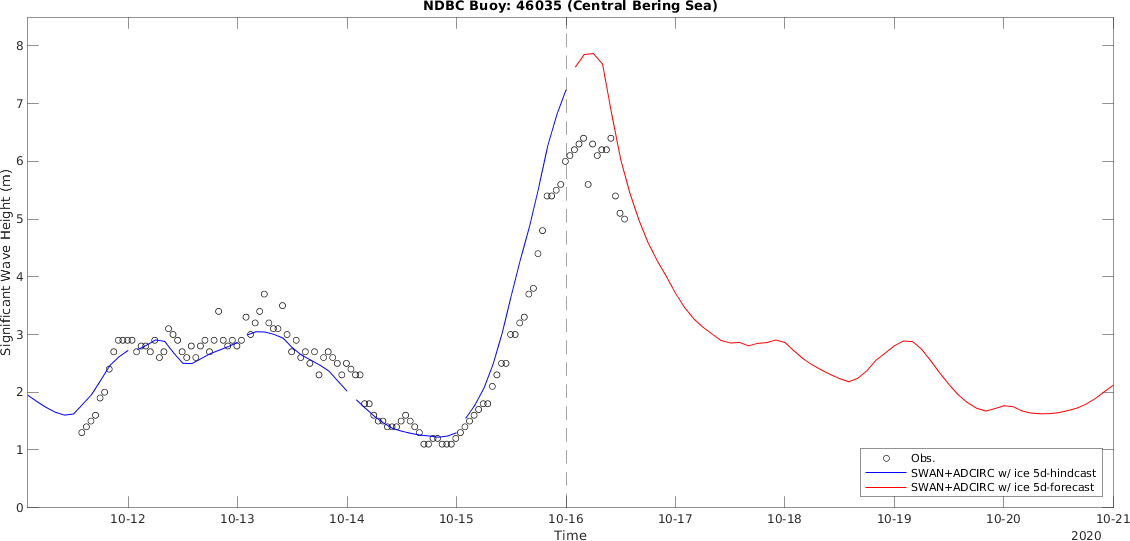 NDBC Buoy: 46035 (Central Bering Sea)
8
7
6
5
4
3
2
1
0
Significant Wave Height (m)
Obs.
SWAN+ADCIRC w/ ice 5d-hindcast
SWAN+ADCIRC w/ ice 5d-forecast
10-12 10-13 10-14 10-15 10-16 10-17 10-18 10-19 10-20 10-21
Time
2020